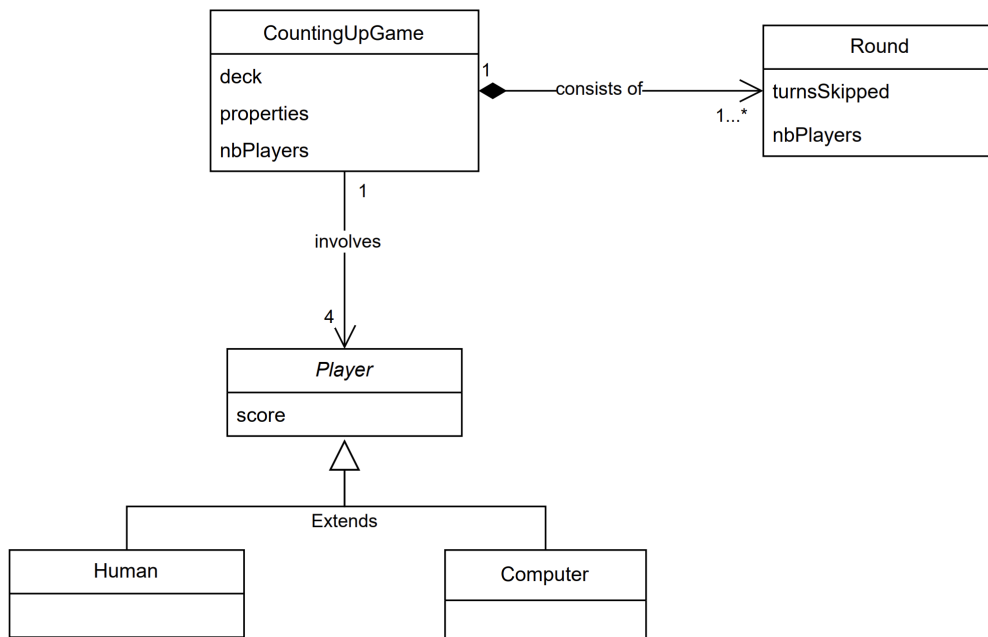 CountingUpGame
deck
properties
nbPlayers
1
consists of
1...*
Round
turnsSkipped
nbPlayers
1
involves
4
Player
score
Extends
Human
Computer